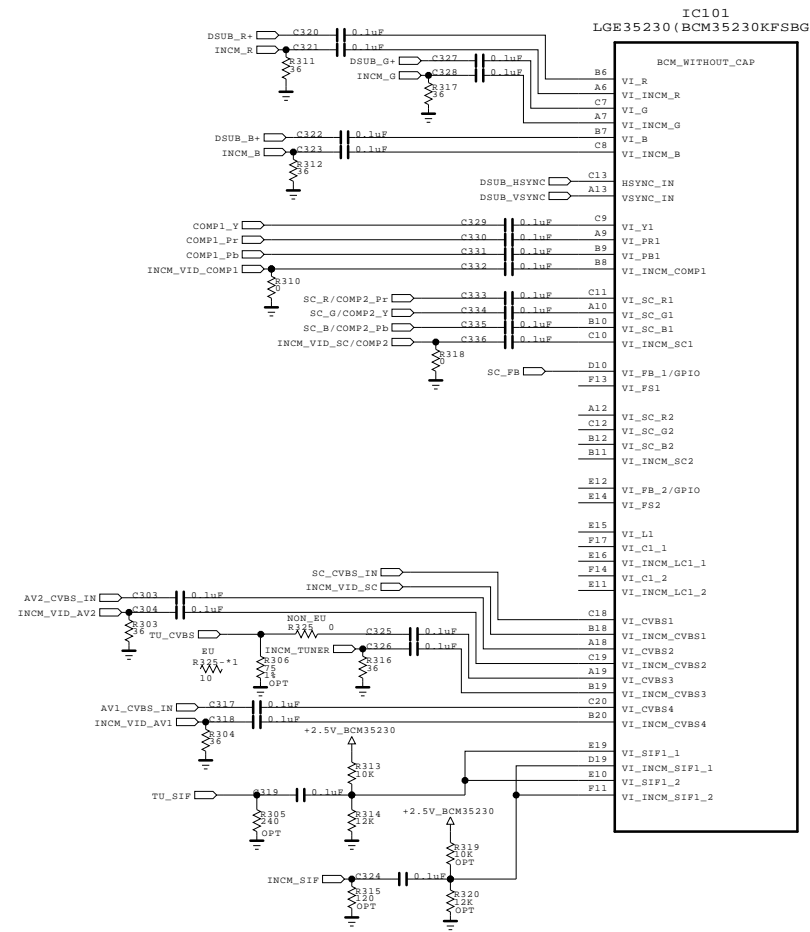 IC101
LGE35230(BCM35230KFSBG
BCM_WITHOUT_CAP
DSUB_R+ C320 0.1uF
INCM_R C321 0.1uF
R311
36
DSUB_G+ C327 0.1uF
INCM_G C328 0.1uF
R317
36
B6 VI_R
A6 VI_INCM_R
C7 VI_G
A7 VI_INCM_G
DSUB_B+ C322 0.1uF B7 VI_B
INCM_B C323 0.1uF C8 VI_INCM_B
R312
36
DSUB_HSYNC C13 HSYNC_IN
DSUB_VSYNC A13 VSYNC_IN
COMP1_Y C329 0.1uF C9 VI_Y1
COMP1_Pr C330 0.1uF A9 VI_PR1
COMP1_Pb C331 0.1uF B9 VI_PB1
INCM_VID_COMP1 C332 0.1uF B8 VI_INCM_COMP1
R310
0
SC_R/COMP2_Pr C333 0.1uF C11 VI_SC_R1
SC_G/COMP2_Y C334 0.1uF A10 VI_SC_G1
SC_B/COMP2_Pb C335 0.1uF B10 VI_SC_B1
INCM_VID_SC/COMP2 C336 0.1uF C10 VI_INCM_SC1
R318
0
SC_FB D10 VI_FB_1/GPIO
F13 VI_FS1
A12 VI_SC_R2
C12 VI_SC_G2
B12 VI_SC_B2
B11 VI_INCM_SC2
E12 VI_FB_2/GPIO
E14 VI_FS2
E15 VI_L1
F17 VI_C1_1
E16 VI_INCM_LC1_1
F14 VI_C1_2
E11 VI_INCM_LC1_2
SC_CVBS_IN
INCM_VID_SC
AV2_CVBS_IN C303 0.1uF
INCM_VID_AV2 C304 0.1uF
R303
36
C18 VI_CVBS1
B18 VI_INCM_CVBS1
A18 VI_CVBS2
C19 VI_INCM_CVBS2
A19 VI_CVBS3
B19 VI_INCM_CVBS3
C20 VI_CVBS4
B20 VI_INCM_CVBS4
NON_EU
TU_CVBS R325 0 C325 0.1uF
INCM_TUNER C326 0.1uF
EU
R325-*1
10
R306
75
1%
OPT
R316
36
AV1_CVBS_IN C317 0.1uF
INCM_VID_AV1 C318 0.1uF
R304
36
+2.5V_BCM35230
R313
10K
E19 VI_SIF1_1
D19 VI_INCM_SIF1_1
E10 VI_SIF1_2
F11 VI_INCM_SIF1_2
TU_SIF C319 0.1uF
R305
240
OPT
R314
12K
+2.5V_BCM35230
R319
10K
OPT
INCM_SIF C324 0.1uF
R315
120
OPT
R320
12K
OPT